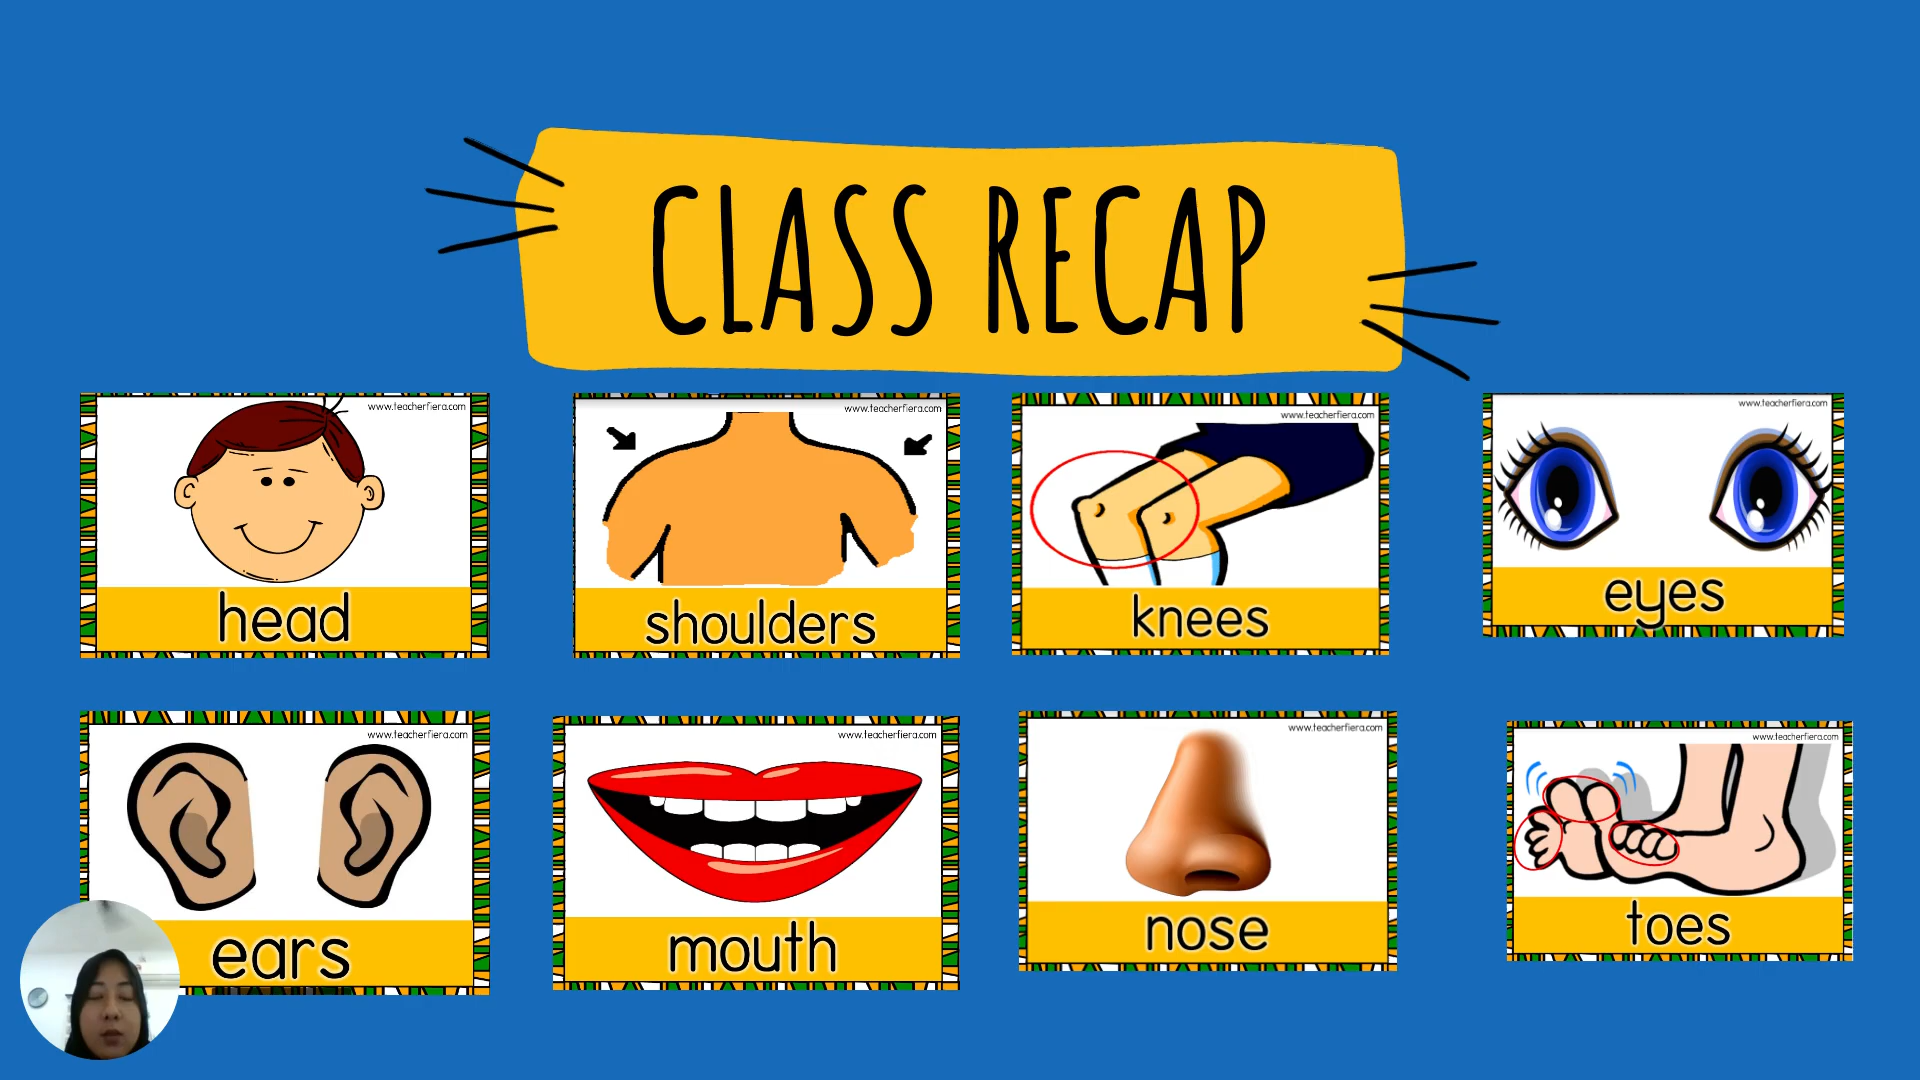 CLASS RECAP
www.teacherfiera.com
head
www.teacherfiera.com
shoulders
www.teacherfiera.com
knees
www.teacherfiera.com
eyes
www.teacherfiera.com
ears
www.teacherfiera.com
mouth
www.teacherfiera.com
nose
www.teacherfiera.com
toes